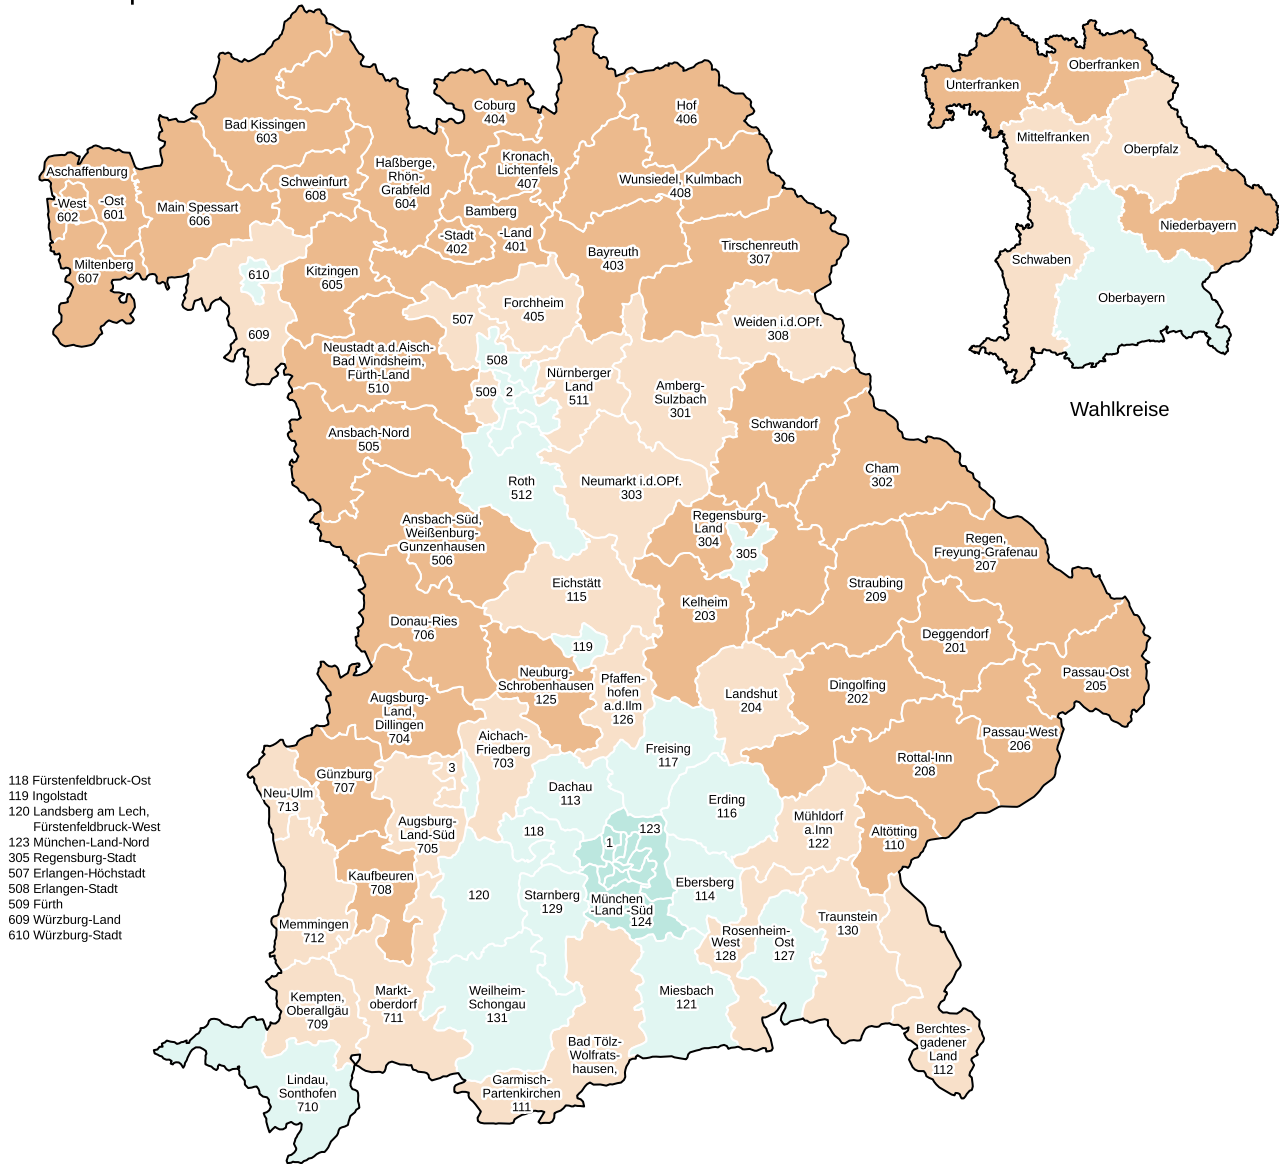 Coburg
404
Hof
406
Bad Kissingen
603
Haßberge,
Rhön-
Grabfeld
604
Kronach,
Lichtenfels
407
Wunsiedel, Kulmbach
408
Aschaffenburg
-West
602
-Ost
601
Schweinfurt
608
Main Spessart
606
Bamberg
-Stadt
402
-Land
401
Bayreuth
403
Tirschenreuth
307
Miltenberg
607
610
Kitzingen
605
609
507
Forchheim
405
Weiden i.d.OPf.
308
Neustadt a.d.Aisch-
Bad Windsheim,
Fürth-Land
510
508
509
2
Nürnberger
Land
511
Amberg-
Sulzbach
301
Ansbach-Nord
505
Schwandorf
306
Roth
512
Neumarkt i.d.OPf.
303
Cham
302
Ansbach-Süd,
Weißenburg-
Gunzenhausen
506
Regensburg-
Land
304
305
Regen,
Freyung-Grafenau
207
Eichstätt
115
Kelheim
203
Straubing
209
Donau-Ries
706
119
Deggendorf
201
Neuburg-
Schrobenhausen
125
Pfaffen-
hofen
a.d.Ilm
126
Landshut
204
Dingolfing
202
Passau-Ost
205
Augsburg-
Land,
Dillingen
704
Aichach-
Friedberg
703
Freising
117
Passau-West
206
Rottal-Inn
208
Günzburg
707
3
Neu-Ulm
713
Dachau
113
Erding
116
Mühldorf
a.Inn
122
Altötting
110
Augsburg-
Land-Süd
705
118
123
1
Kaufbeuren
708
120
Starnberg
129
München
-Land -Süd
124
Ebersberg
114
Memmingen
712
Rosenheim-
West
128
Ost
127
Traunstein
130
Kempten,
Oberallgäu
709
Markt-
oberdorf
711
Weilheim-
Schongau
131
Miesbach
121
Bad Tölz-
Wolfrats-
hausen,
Garmisch-
Partenkirchen
111
Berchtes-
gadener
Land
112
Lindau,
Sonthofen
710
118 Fürstenfeldbruck-Ost
119 Ingolstadt
120 Landsberg am Lech,
Fürstenfeldbruck-West
123 München-Land-Nord
305 Regensburg-Stadt
507 Erlangen-Höchstadt
508 Erlangen-Stadt
509 Fürth
609 Würzburg-Land
610 Würzburg-Stadt
Unterfranken
Oberfranken
Mittelfranken
Oberpfalz
Niederbayern
Schwaben
Oberbayern
Wahlkreise